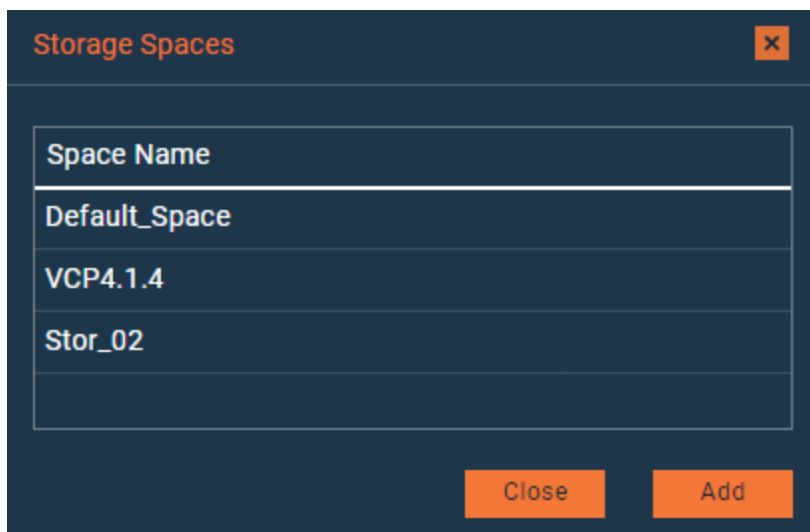 Storage Spaces
Space Name
Default_Space
VCP4.1.4
Stor_02
Close Add